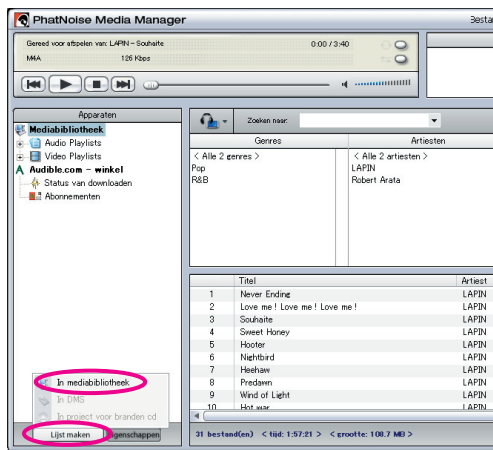 PhatNoise Media Manager
Bestan
Gereed voor afspelen van: LAPIN – Souhaite 0:00 / 3:40
M4A 126 Kbps
Apparaten
Mediabibliotheek
Audio Playlists
Video Playlists
Audible.com – winkel
Status van downloaden
Abonnementen
Zoeken naar:
Genres Artiesten
< Alle 2 genres > < Alle 2 artiesten >
Pop LAPIN
R&B Robert Arata
Titel Artiest
1 Never Ending LAPIN
2 Love me ! Love me ! Love me ! LAPIN
3 Souhaite LAPIN
4 Sweet Honey LAPIN
5 Hooter LAPIN
6 Nightbird LAPIN
7 Heehaw LAPIN
8 Predawn LAPIN
9 Wind of Light LAPIN
10 Hot war LAPIN
In mediabibliotheek
In DMS
In project voor branden cd
Lijst maken
Eigenschappen
31 bestand(en) < tijd: 1:57:21 > < grootte: 108.7 MB >